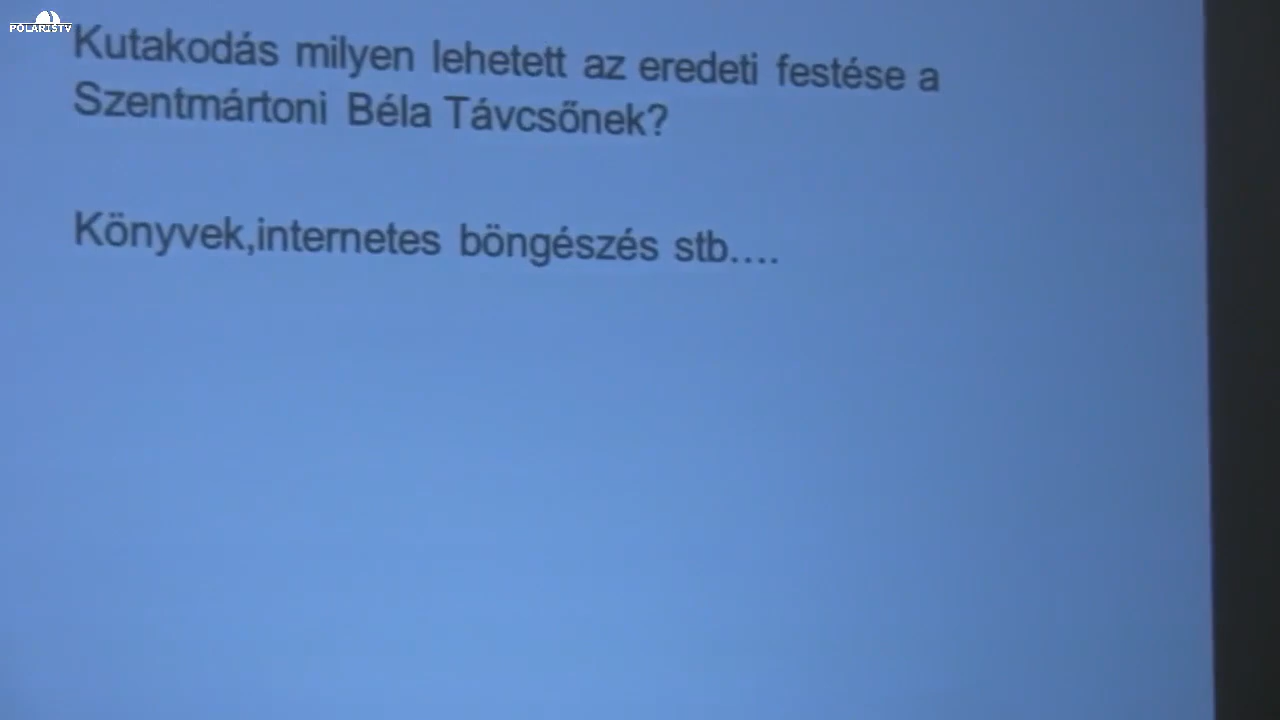 POLARISTV
Kutakodás milyen lehetett az eredeti festése a
Szentmártoni Béla Távcsőnek?
Könyvek,internetes böngészés stb....